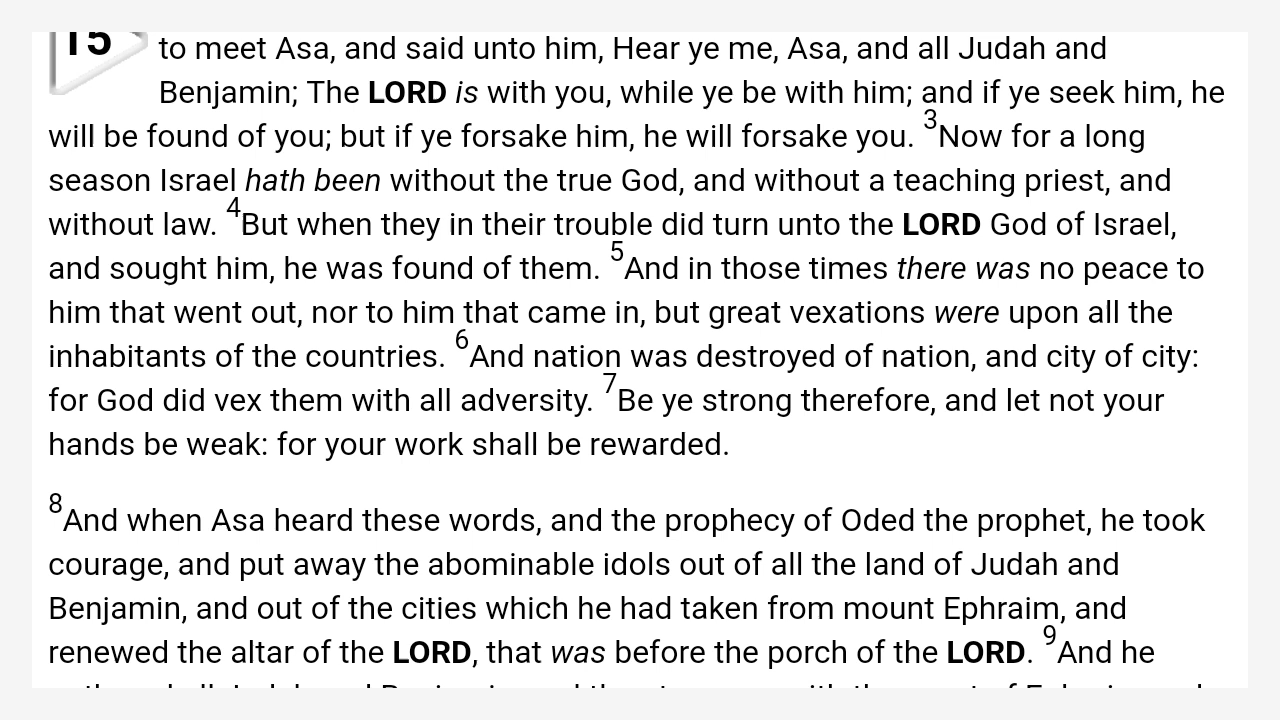 15
to meet Asa, and said unto him, Hear ye me, Asa, and all Judah and
Benjamin; The LORD is with you, while ye be with him; and if ye seek him, he
will be found of you; but if ye forsake him, he will forsake you. 3Now for a long
season Israel hath been without the true God, and without a teaching priest, and
without law. 4But when they in their trouble did turn unto the LORD God of Israel,
and sought him, he was found of them. 5And in those times there was no peace to
him that went out, nor to him that came in, but great vexations were upon all the
inhabitants of the countries. 6And nation was destroyed of nation, and city of city:
for God did vex them with all adversity. 7Be ye strong therefore, and let not your
hands be weak: for your work shall be rewarded.
8And when Asa heard these words, and the prophecy of Oded the prophet, he took
courage, and put away the abominable idols out of all the land of Judah and
Benjamin, and out of the cities which he had taken from mount Ephraim, and
renewed the altar of the LORD, that was before the porch of the LORD. 9And he